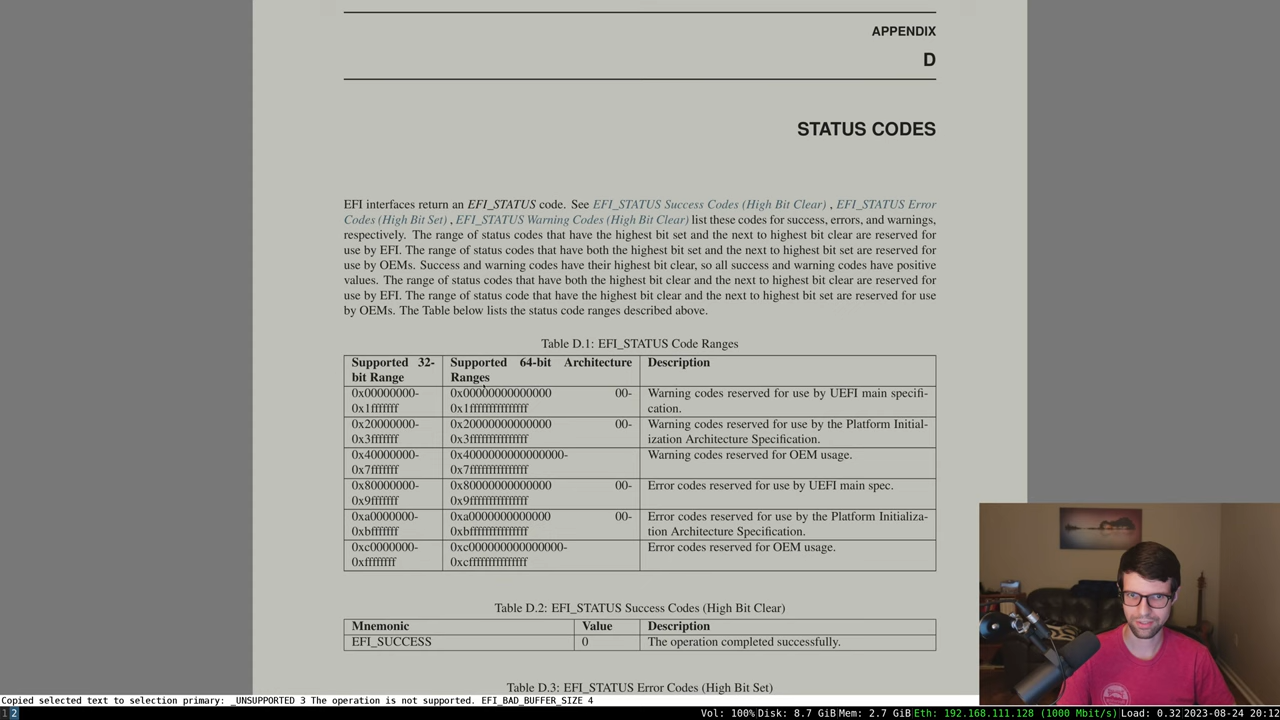 APPENDIX
D
STATUS CODES
EFI interfaces return an EFI_STATUS code. See EFI_STATUS Success Codes (High Bit Clear) , EFI_STATUS Error
Codes (High Bit Set) , EFI_STATUS Warning Codes (High Bit Clear) list these codes for success, errors, and warnings,
respectively. The range of status codes that have the highest bit set and the next to highest bit clear are reserved for
use by EFI. The range of status codes that have both the highest bit set and the next to highest bit set are reserved for
use by OEMs. Success and warning codes have their highest bit clear, so all success and warning codes have positive
values. The range of status codes that have both the highest bit clear and the next to highest bit clear are reserved for
use by EFI. The range of status code that have the highest bit clear and the next to highest bit set are reserved for use
by OEMs. The Table below lists the status code ranges described above.
Table D.1: EFI_STATUS Code Ranges
Supported 32- Supported 64-bit Architecture Description
bit Range Ranges
0x00000000- 0x00000000000000 00- Warning codes reserved for use by UEFI main specifi-
0x1fffffff 0x1fffffffffffffff cation.
0x20000000- 0x20000000000000 00- Warning codes reserved for use by the Platform Initial-
0x3fffffff 0x3fffffffffffffff ization Architecture Specification.
0x40000000- 0x4000000000000000- Warning codes reserved for OEM usage.
0x7fffffff 0x7fffffffffffffff
0x80000000- 0x80000000000000 00- Error codes reserved for use by UEFI main spec.
0x9fffffff 0x9fffffffffffffff
0xa0000000- 0xa0000000000000 00- Error codes reserved for use by the Platform Initializa-
0xbfffffff 0xbfffffffffffffff tion Architecture Specification.
0xc0000000- 0xc000000000000000- Error codes reserved for OEM usage.
0xffffffff 0xcfffffffffffffff
Table D.2: EFI_STATUS Success Codes (High Bit Clear)
Mnemonic Value Description
EFI_SUCCESS 0 The operation completed successfully.
Table D.3: EFI_STATUS Error Codes (High Bit Set)
Copied selected text to selection primary: _UNSUPPORTED 3 The operation is not supported. EFI_BAD_BUFFER_SIZE 4
1 2 Vol: 100% Disk: 8.7 GiB Mem: 2.7 GiB Eth: 192.168.111.128 (1000 Mbit/s) Load: 0.32 2023-08-24 20:12